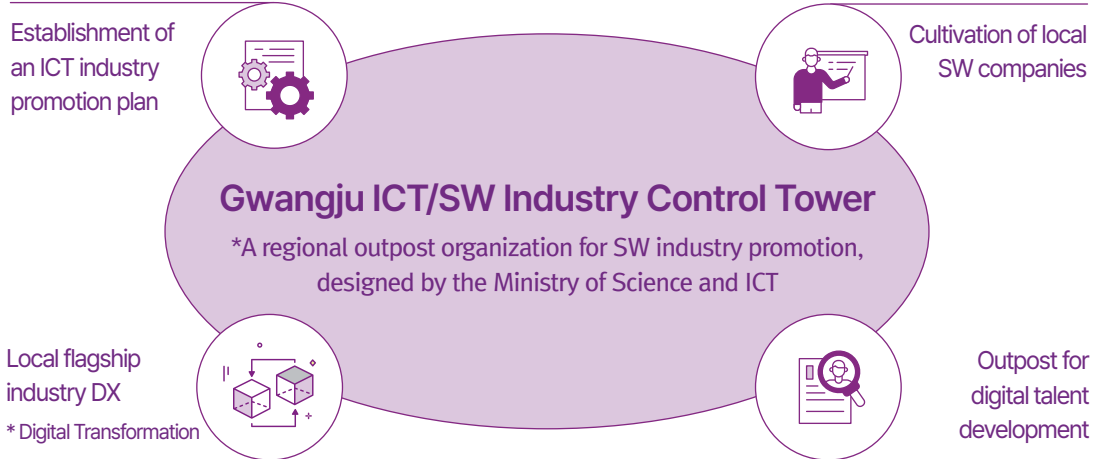 Establishment of
an ICT industry
promotion plan
Cultivation of local
SW companies
Gwangju ICT/SW Industry Control Tower
*A regional outpost organization for SW industry promotion,
designed by the Ministry of Science and ICT
Local flagship
industry DX
* Digital Transformation
Outpost for
digital talent
development